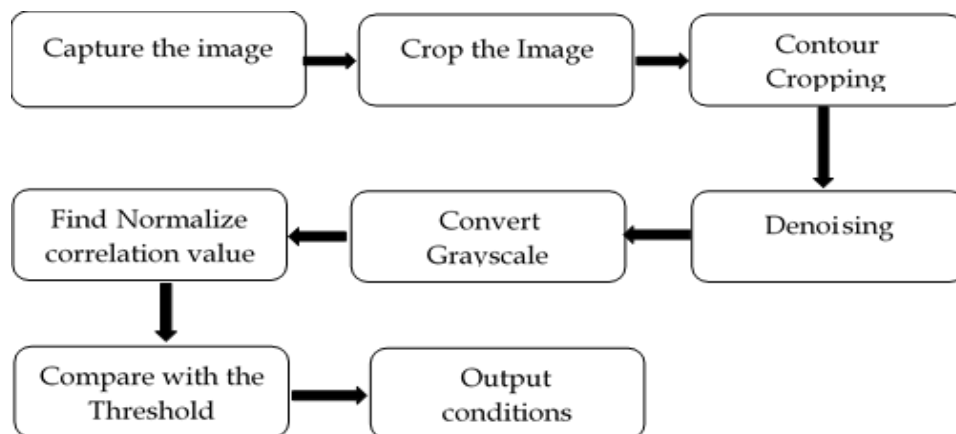 Capture the image
Crop the Image
Contour
Cropping
Denoising
Convert
Grayscale
Find Normalize
correlation value
Compare with the
Threshold
Output
conditions